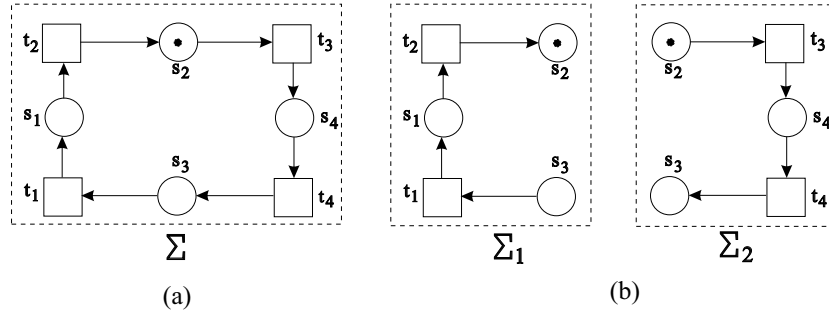 t2 s2 t3 t2 s2 s2 t3
s1 s4 s1 s4
s3 s3 s3
t1 t4 t1 t4
Σ Σ1 Σ2
(a) (b)